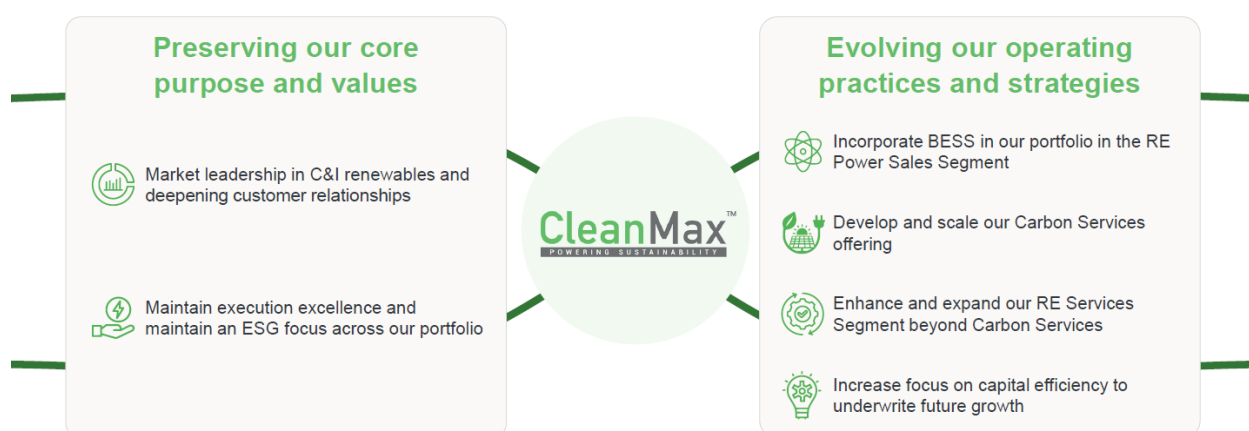 Preserving our core
purpose and values
Market leadership in C&I renewables and
deepening customer relationships
Maintain execution excellence and
maintain an ESG focus across our portfolio
CleanMax™
POWERING SUSTAINABILITY
Evolving our operating
practices and strategies
Incorporate BESS in our portfolio in the RE
Power Sales Segment
Develop and scale our Carbon Services
offering
Enhance and expand our RE Services
Segment beyond Carbon Services
Increase focus on capital efficiency to
underwrite future growth